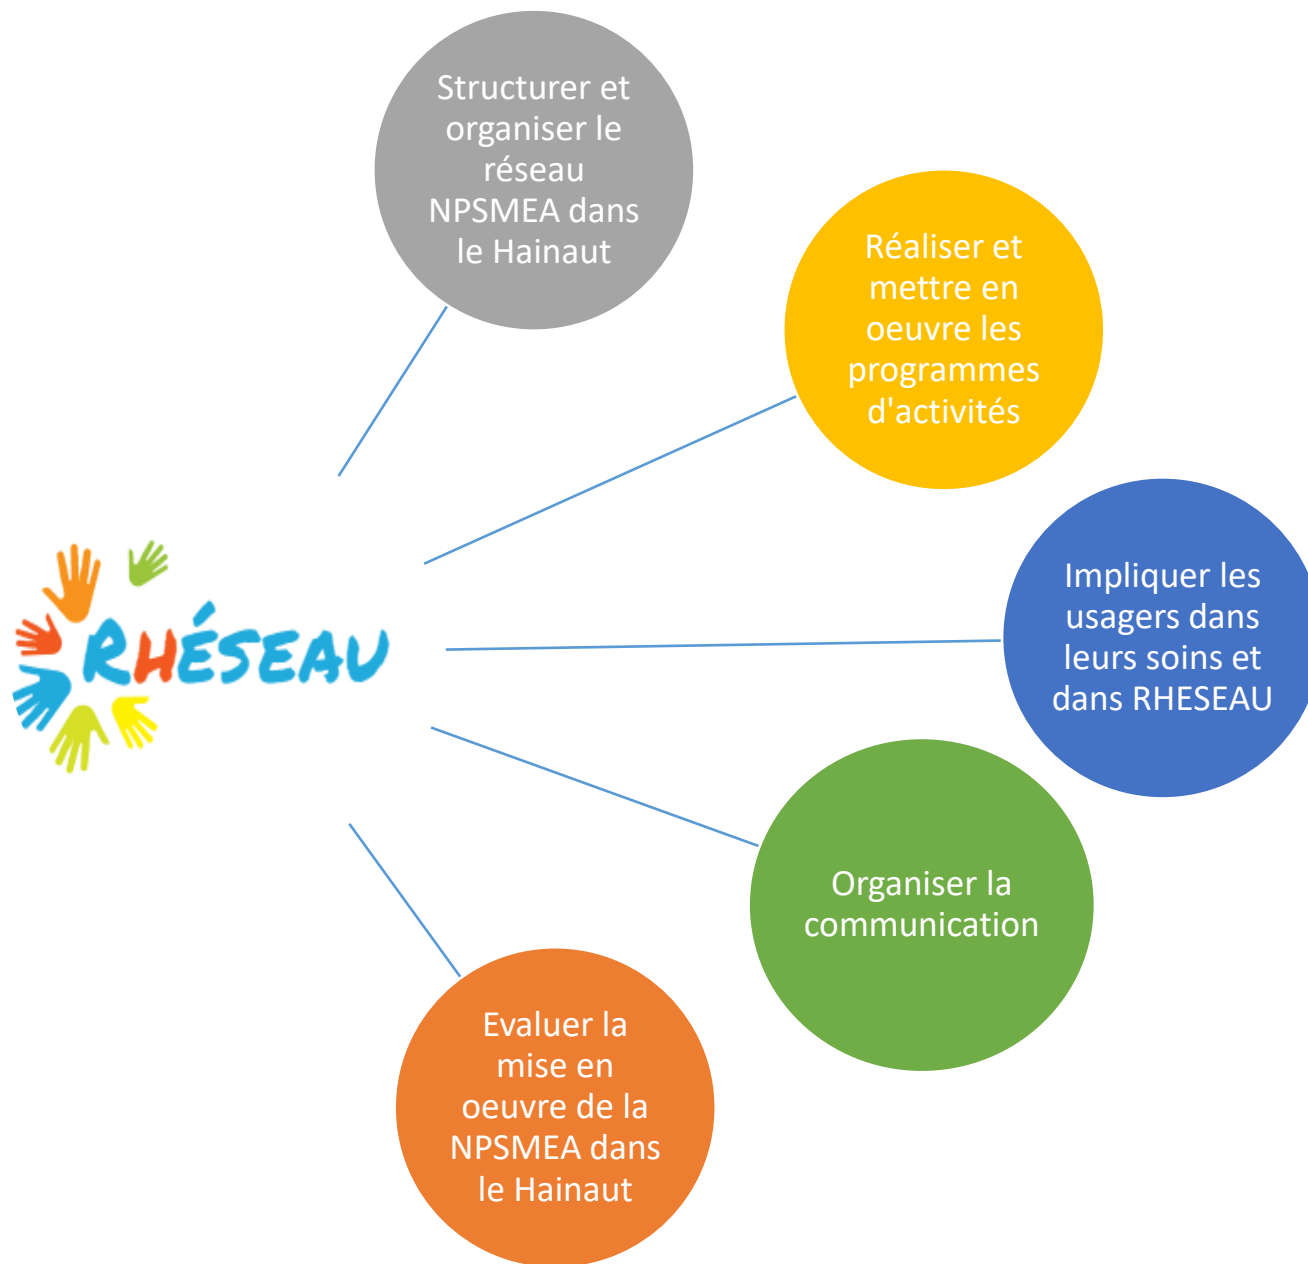 Structurer et
organiser le
réseau
NPSMEA dans
le Hainaut
Réaliser et
mettre en
oeuvre les
programmes
d'activités
Impliquer les
usagers dans
leurs soins et
dans RHESEAU
RHÉSEAU
Organiser la
communication
Evaluer la
mise en
oeuvre de la
NPSMEA dans
le Hainaut